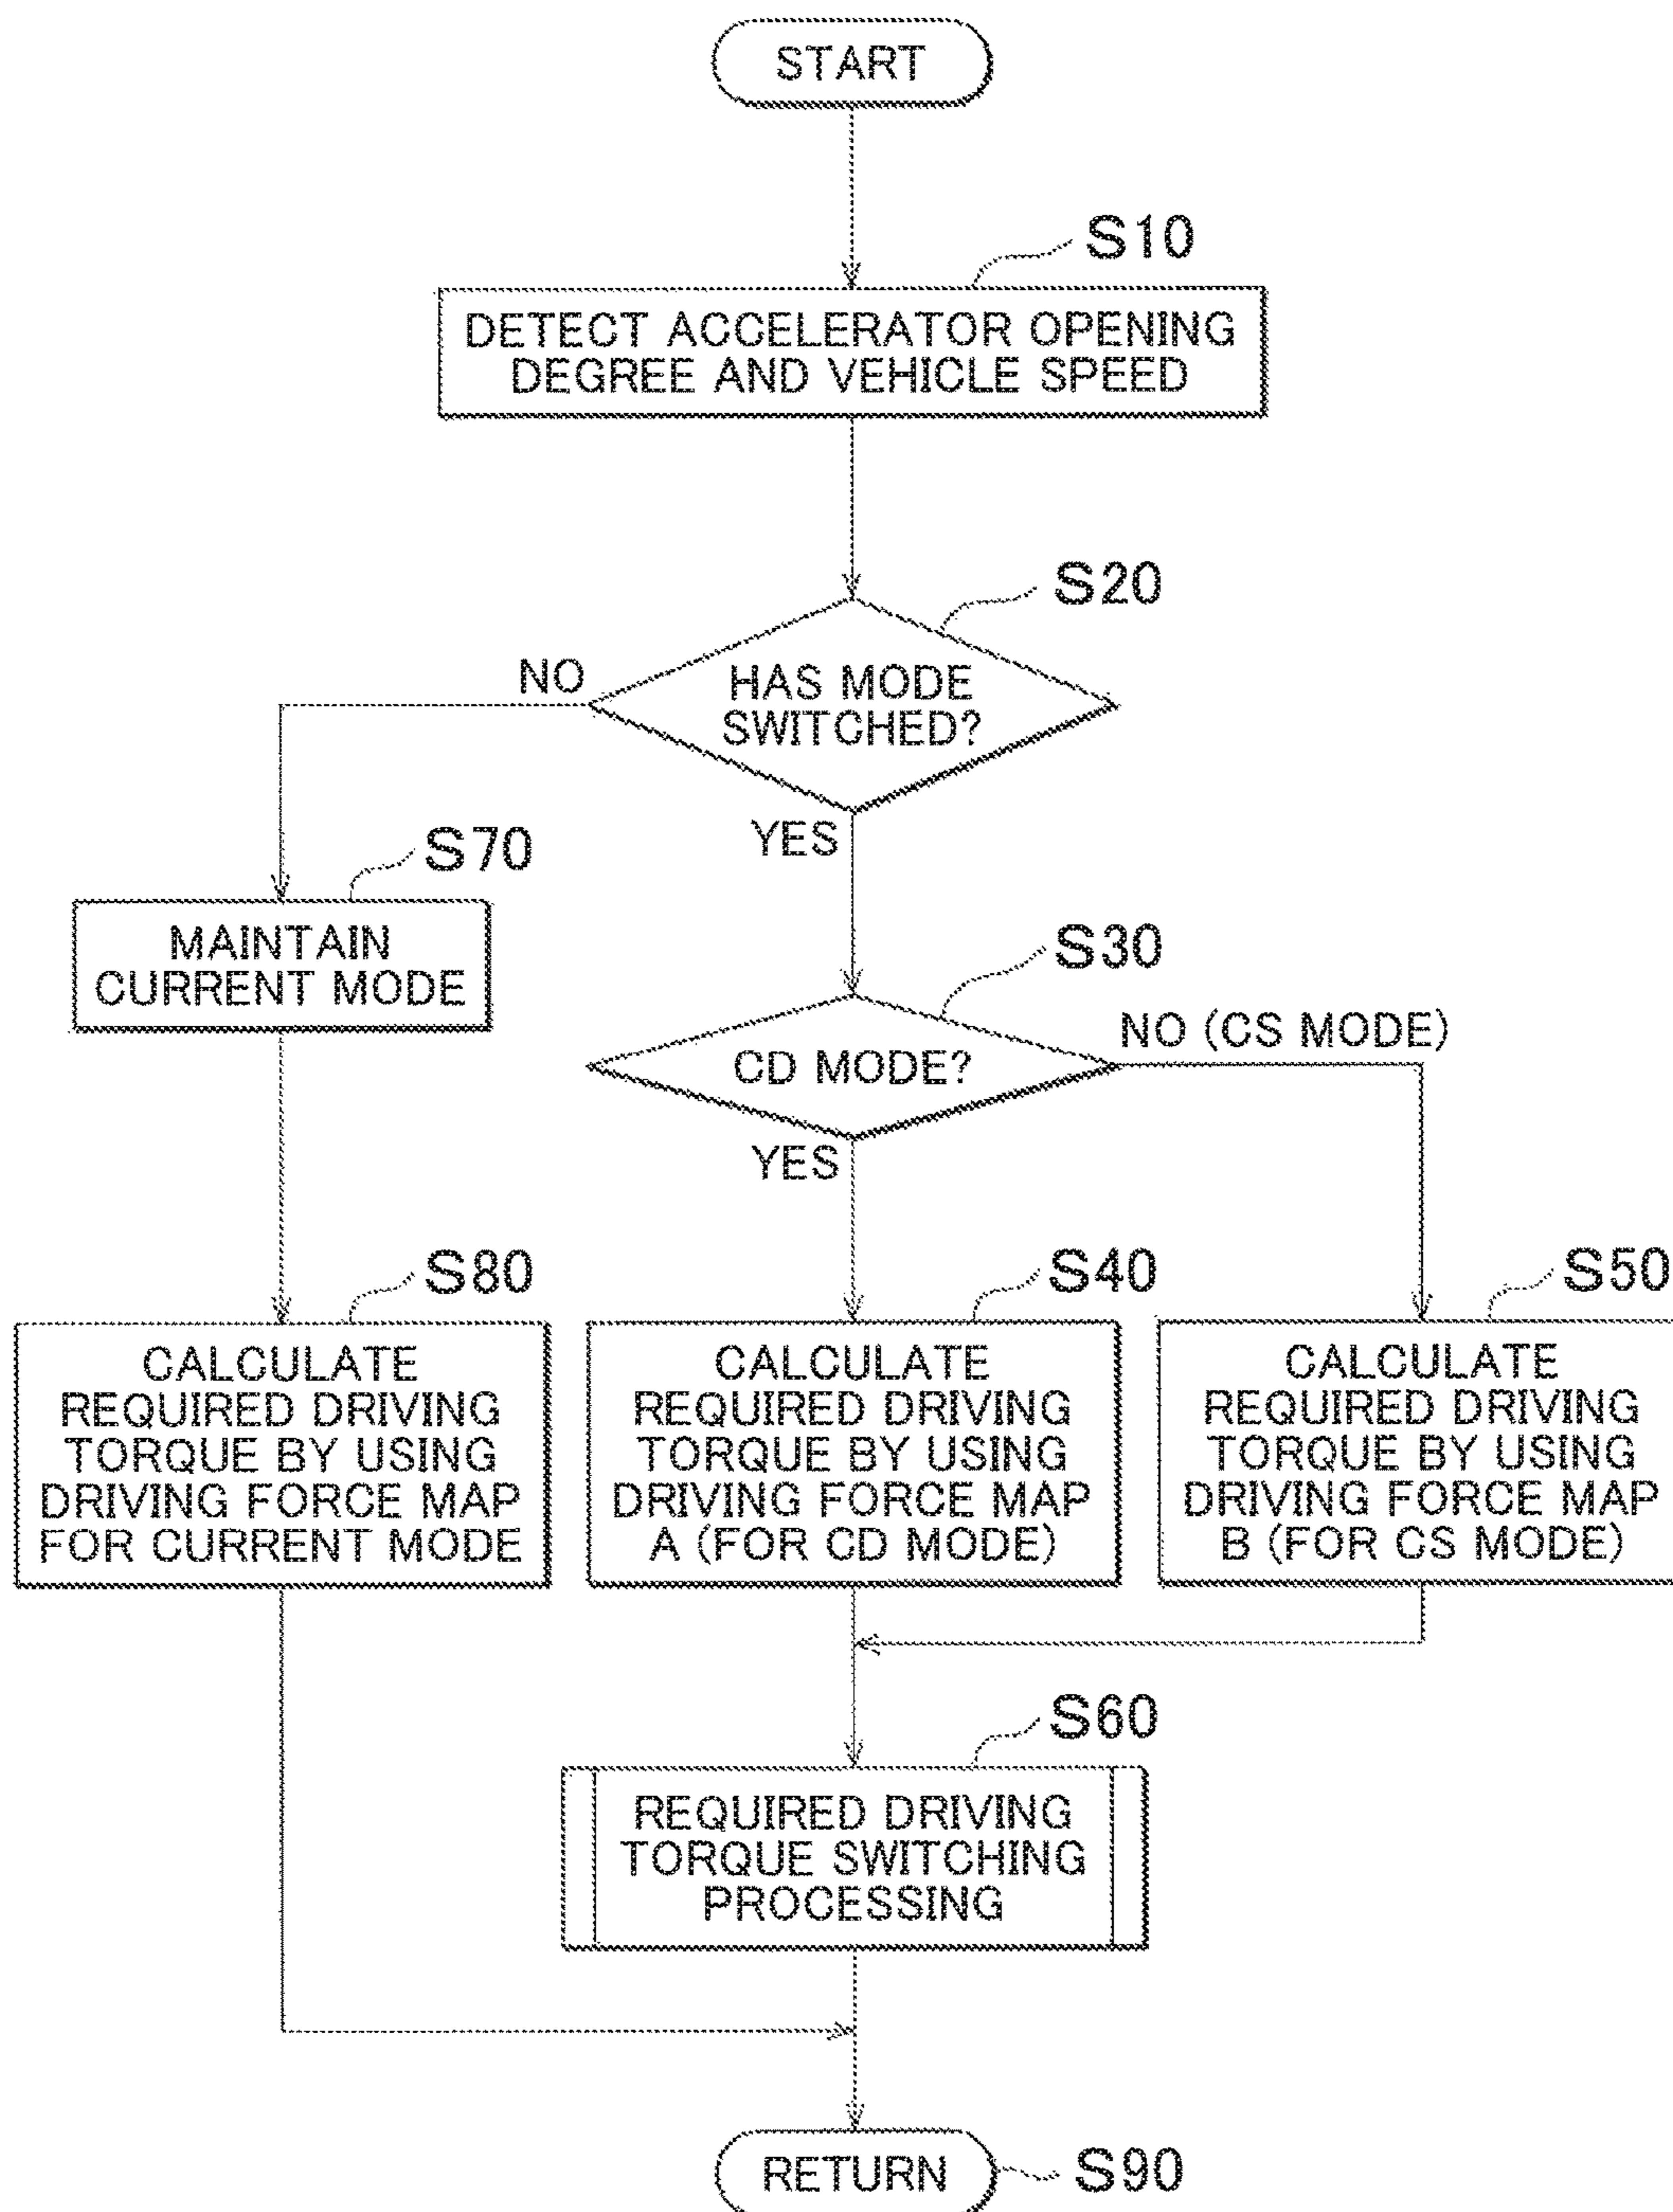 START
S10
DETECT ACCELERATOR OPENING
DEGREE AND VEHICLE SPEED
S20
HAS MODE
SWITCHED?
NO
YES
S70
MAINTAIN
CURRENT MODE
S30
CD MODE?
NO (CS MODE)
YES
S80
CALCULATE
REQUIRED DRIVING
TORQUE BY USING
DRIVING FORCE MAP
FOR CURRENT MODE
S40
CALCULATE
REQUIRED DRIVING
TORQUE BY USING
DRIVING FORCE MAP
A (FOR CD MODE)
S50
CALCULATE
REQUIRED DRIVING
TORQUE BY USING
DRIVING FORCE MAP
B (FOR CS MODE)
S60
REQUIRED DRIVING
TORQUE SWITCHING
PROCESSING
RETURN
S90